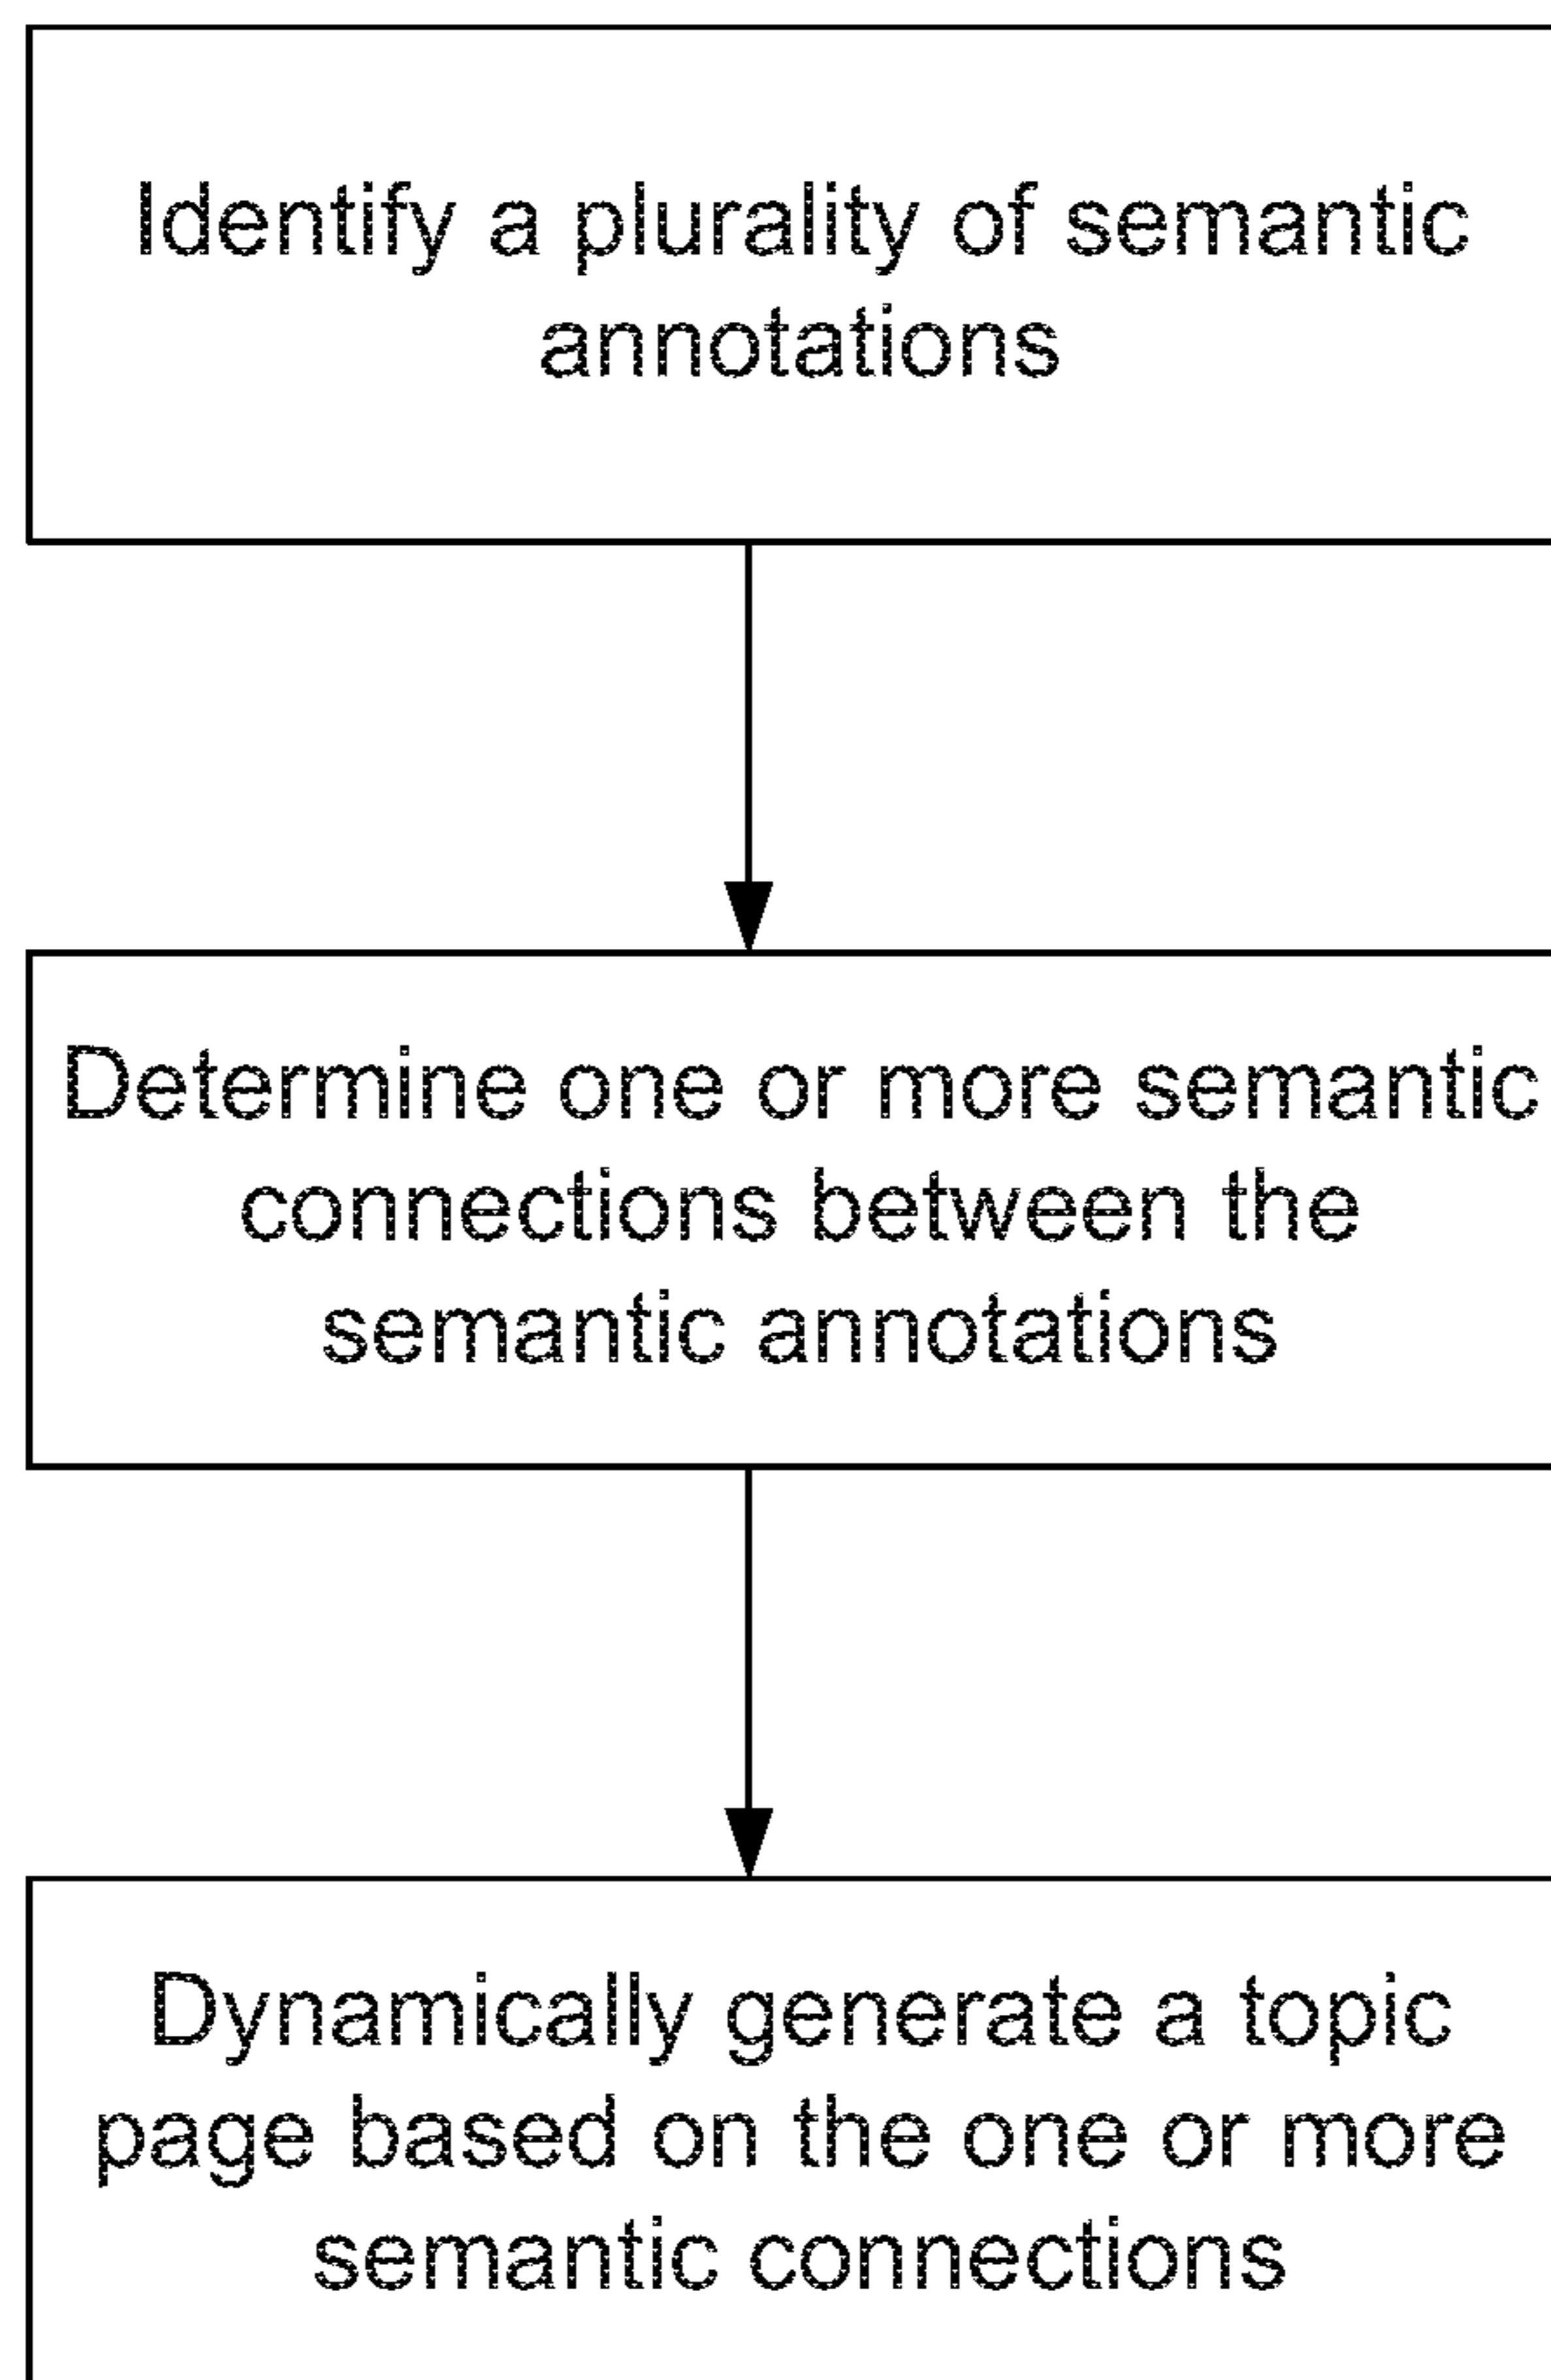 Identify a plurality of semantic
annotations
Determine one or more semantic
connections between the
semantic annotations
Dynamically generate a topic
page based on the one or more
semantic connections